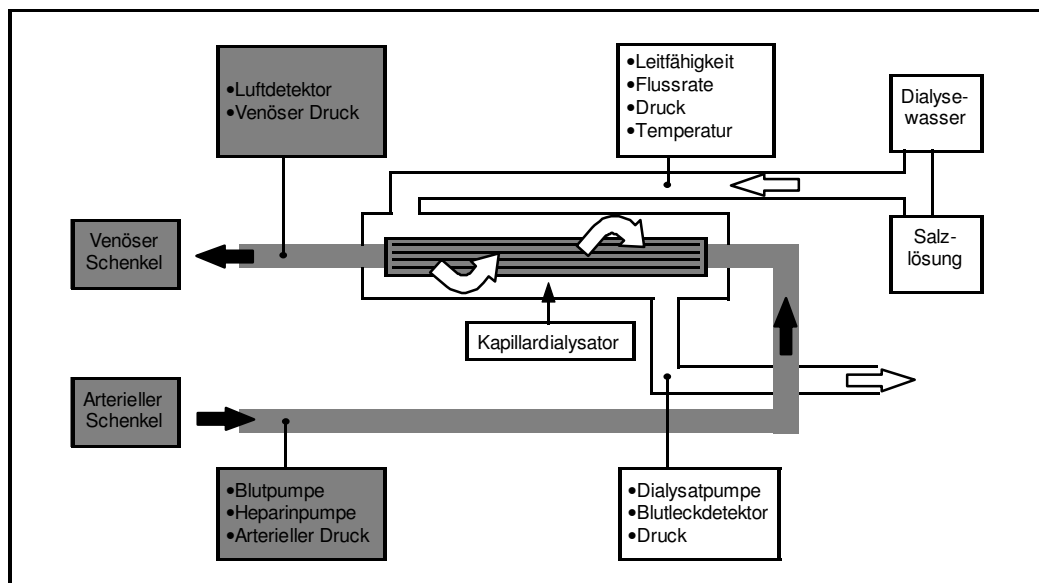 •Luftdetektor
•Venöser Druck
•Leitfähigkeit
•Flussrate
•Druck
•Temperatur
Dialyse-
wasser
Venöser
Schenkel
Salz-
lösung
Kapillardialysator
Arterieller
Schenkel
•Blutpumpe
•Heparinpumpe
•Arterieller Druck
•Dialysatpumpe
•Blutleckdetektor
•Druck